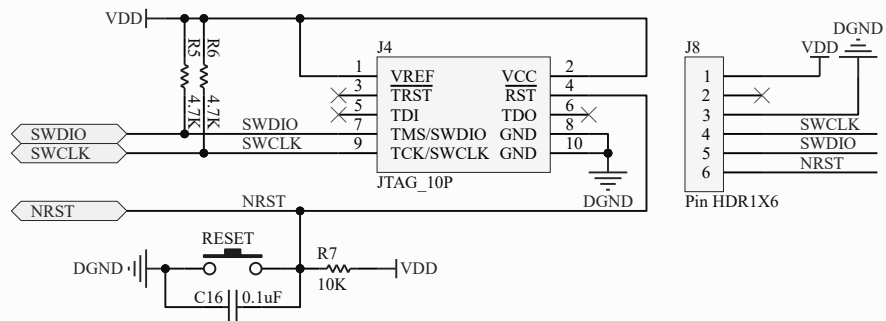 VDD
DGND
R5
R6
J4
J8
VDD
1
VREF
VCC
2
1
3
TRST
RST
4
2
4.7K
4.7K
5
TDI
TDO
6
3
SWDIO
SWDIO
7
TMS/SWDIO
GND
8
4
SWCLK
SWCLK
SWCLK
9
TCK/SWCLK
GND
10
5
SWDIO
6
NRST
JTAG_10P
DGND
Pin HDR1X6
NRST
NRST
RESET
R7
DGND
VDD
10K
C16
0.1uF